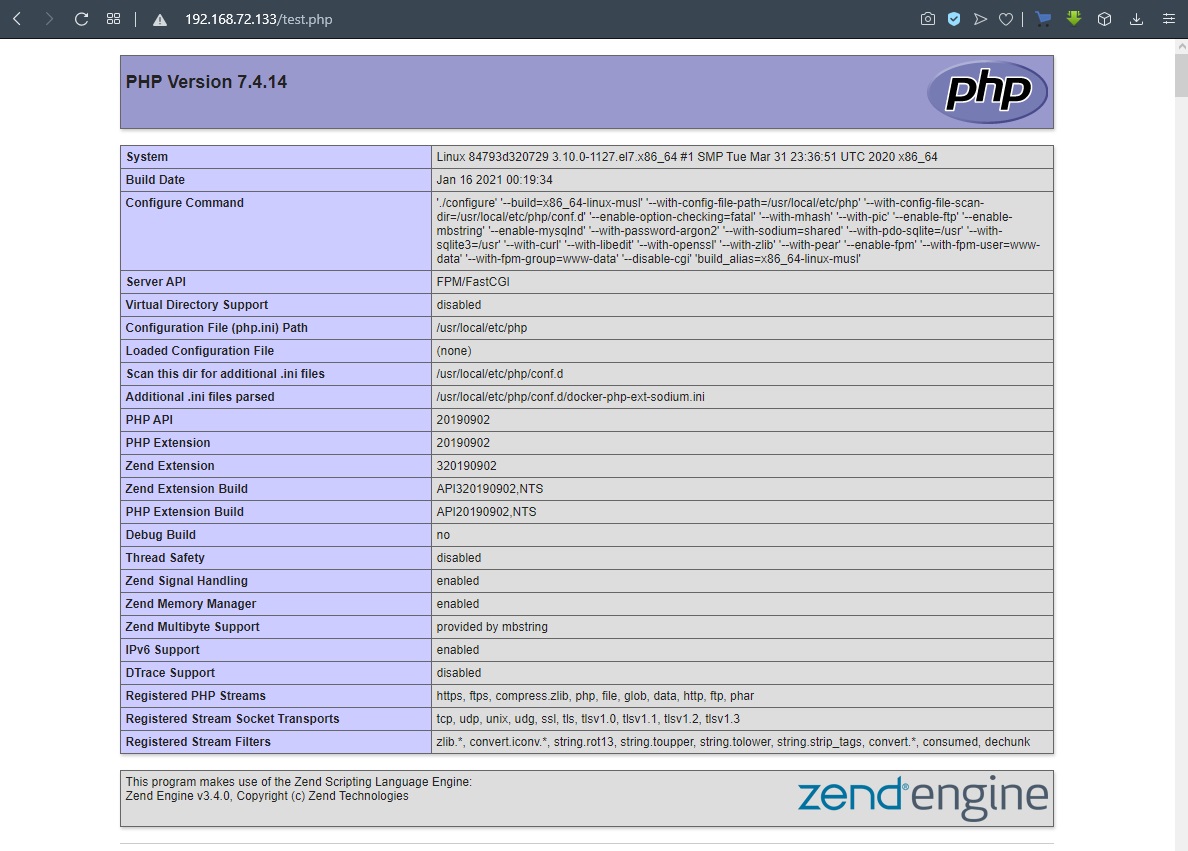 192.168.72.133/test.php
PHP Version 7.4.14
php
System Linux 84793d320729 3.10.0-1127.el7.x86_64 #1 SMP Tue Mar 31 23:36:51 UTC 2020 x86_64
Build Date Jan 16 2021 00:19:34
Configure Command './configure' '--build=x86_64-linux-musl' '--with-config-file-path=/usr/local/etc/php' '--with-config-file-scan-
dir=/usr/local/etc/php/conf.d' '--enable-option-checking=fatal' '--with-mhash' '--with-pic' '--enable-ftp' '--enable-
mbstring' '--enable-mysqlnd' '--with-password-argon2' '--with-sodium=shared' '--with-pdo-sqlite=/usr' '--with-
sqlite3=/usr' '--with-curl' '--with-libedit' '--with-openssl' '--with-zlib' '--with-pear' '--enable-fpm' '--with-fpm-user=www-
data' '--with-fpm-group=www-data' '--disable-cgi' 'build_alias=x86_64-linux-musl'
Server API FPM/FastCGI
Virtual Directory Support disabled
Configuration File (php.ini) Path /usr/local/etc/php
Loaded Configuration File (none)
Scan this dir for additional .ini files /usr/local/etc/php/conf.d
Additional .ini files parsed /usr/local/etc/php/conf.d/docker-php-ext-sodium.ini
PHP API 20190902
PHP Extension 20190902
Zend Extension 320190902
Zend Extension Build API320190902,NTS
PHP Extension Build API20190902,NTS
Debug Build no
Thread Safety disabled
Zend Signal Handling enabled
Zend Memory Manager enabled
Zend Multibyte Support provided by mbstring
IPv6 Support enabled
DTrace Support disabled
Registered PHP Streams https, ftps, compress.zlib, php, file, glob, data, http, ftp, phar
Registered Stream Socket Transports tcp, udp, unix, udg, ssl, tls, tlsv1.0, tlsv1.1, tlsv1.2, tlsv1.3
Registered Stream Filters zlib.*, convert.iconv.*, string.rot13, string.toupper, string.tolower, string.strip_tags, convert.*, consumed, dechunk
This program makes use of the Zend Scripting Language Engine:
Zend Engine v3.4.0, Copyright (c) Zend Technologies
zend®engine